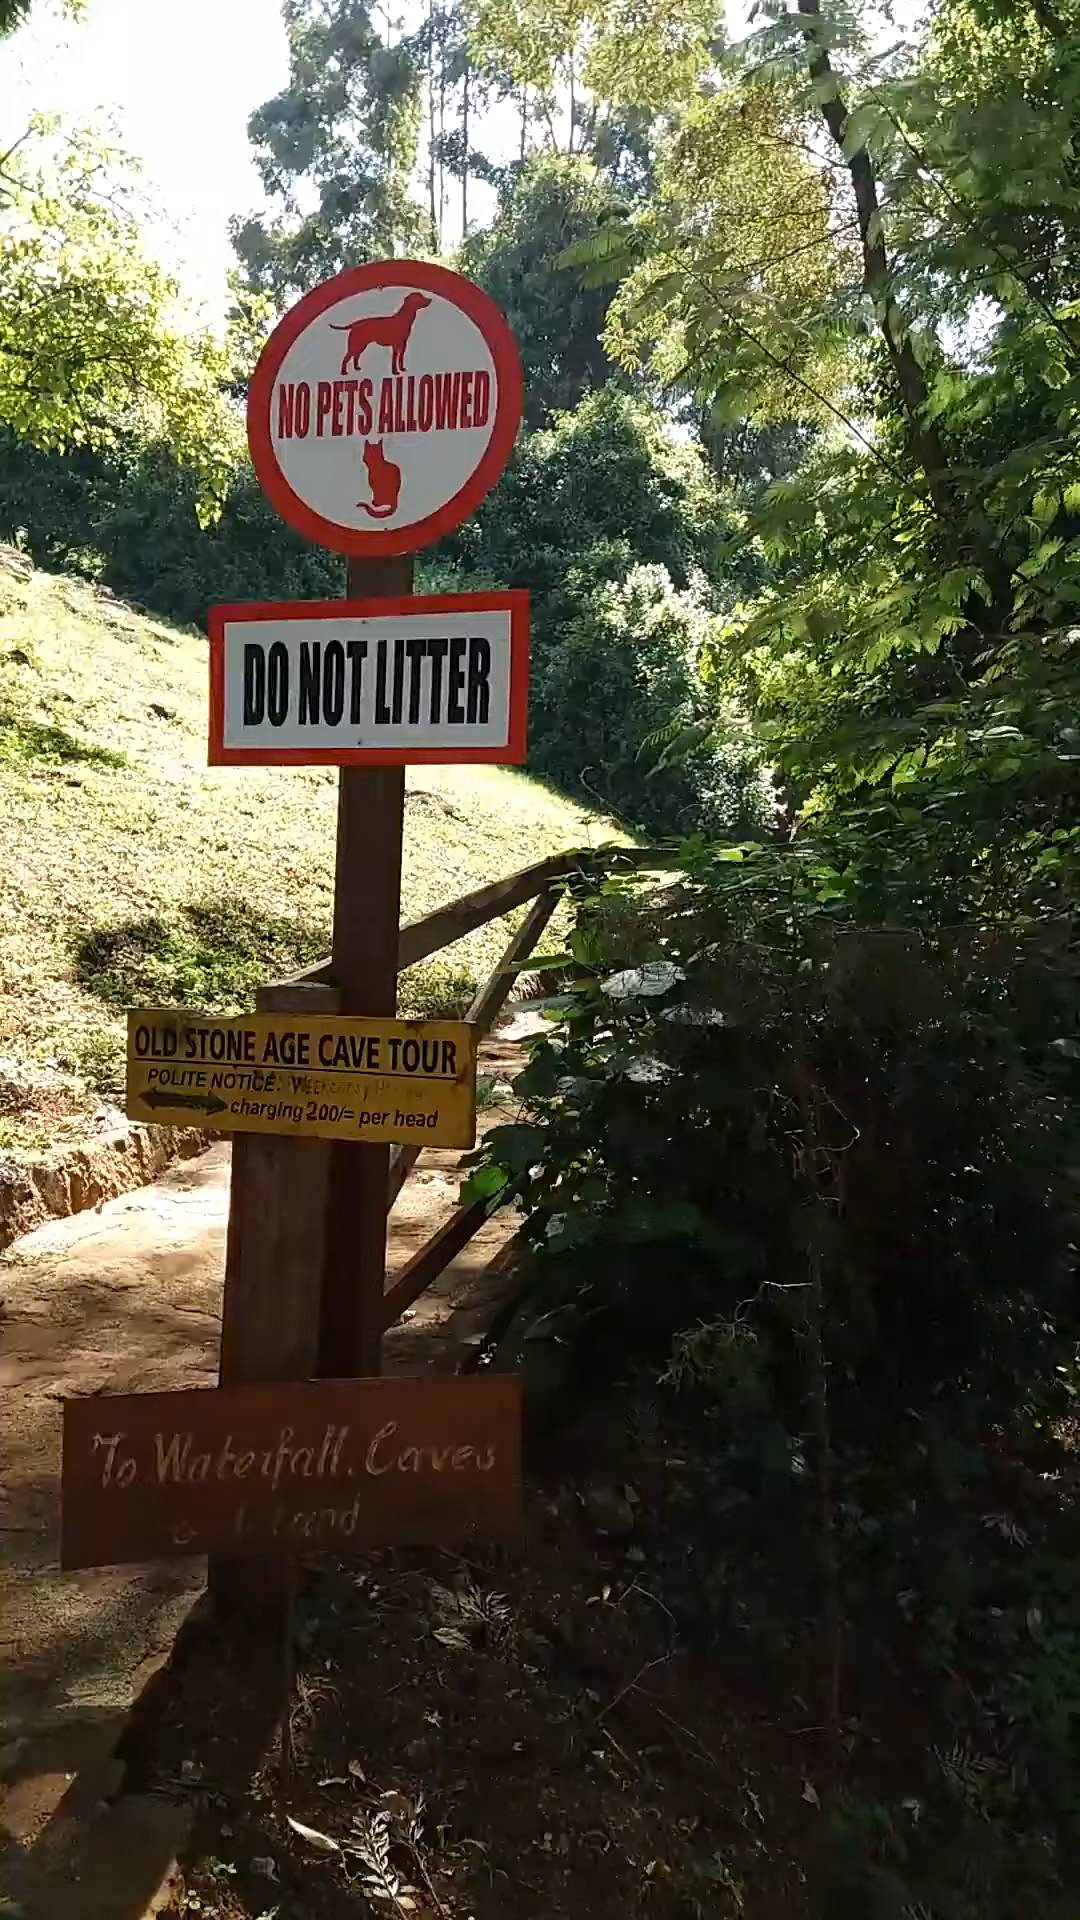 NO PETS ALLOWED
DO NOT LITTER
OLD STONE AGE CAVE TOUR
POLITE NOTICE:
charging 200/= per head
To Waterfall, Caves